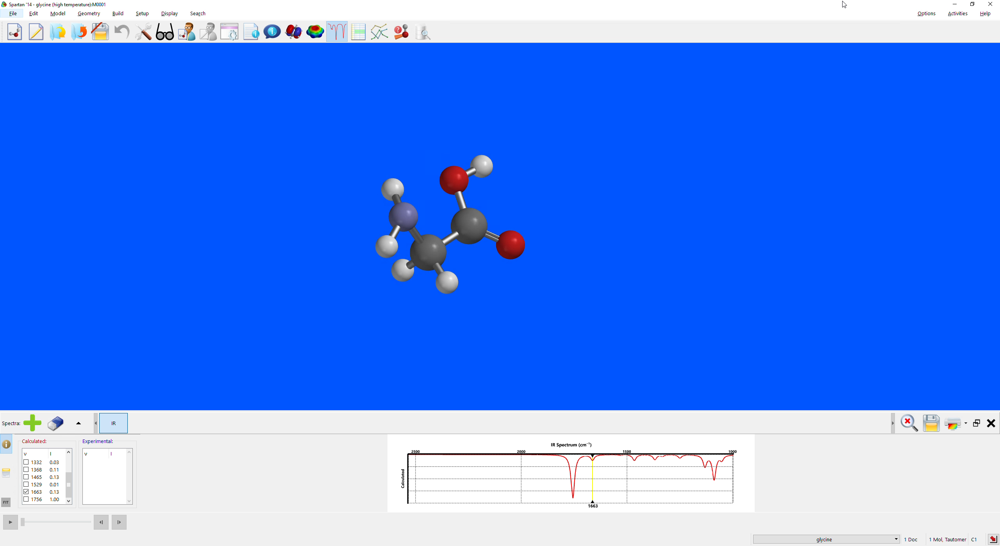 Spartan '14 - glycine (high temperature):M0001
File Edit Model Geometry Build Setup Display Search Options Activities Help
Spectra: IR
Calculated: Experimental:
ν I ν I
1332 0.03
1368 0.11
1465 0.13
1529 0.01
1663 0.13
1756 1.00
FIT
IR Spectrum (cm⁻¹)
2500 2000 1500 1000
Calculated
1663
glycine 1 Doc 1 Mol, Tautomer C1